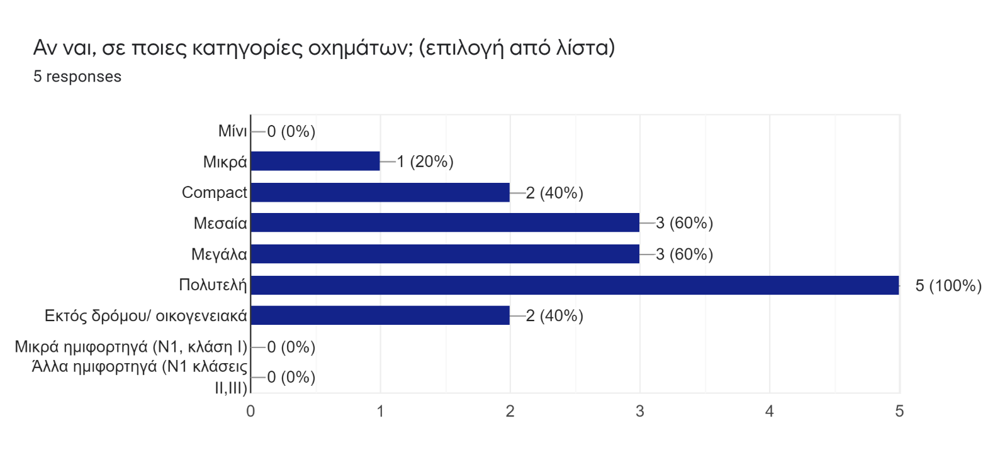 Αν ναι, σε ποιες κατηγορίες οχημάτων; (επιλογή από λίστα)
5 responses
Μίνι 0 (0%)
Μικρά 1 (20%)
Compact 2 (40%)
Μεσαία 3 (60%)
Μεγάλα 3 (60%)
Πολυτελή 5 (100%)
Εκτός δρόμου/ οικογενειακά 2 (40%)
Μικρά ημιφορτηγά (Ν1, κλάση Ι) 0 (0%)
Άλλα ημιφορτηγά (Ν1 κλάσεις
ΙΙ,ΙΙΙ) 0 (0%)
0 1 2 3 4 5